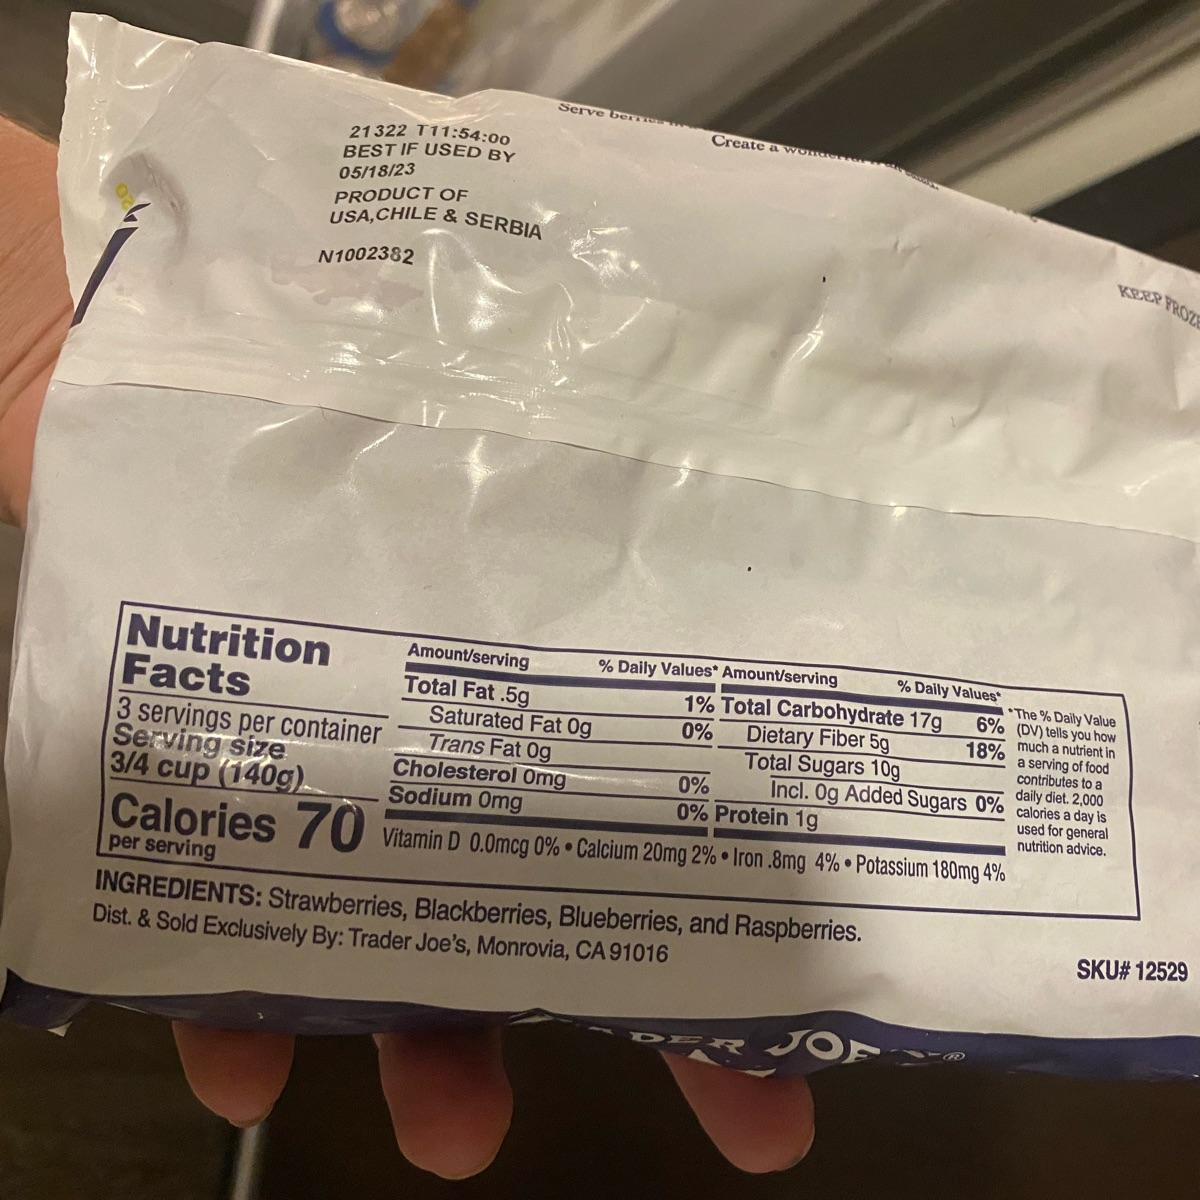 21322 T11:54:00
BEST IF USED BY
05/18/23
PRODUCT OF
USA,CHILE & SERBIA
N1002382
Serve berries
Create a
KEEP
Nutrition
Facts
3 servings per container
Serving size
3/4 cup (140g)
Calories 70
per serving
Amount/serving % Daily Values*
Total Fat .5g 1%
Saturated Fat 0g 0%
Trans Fat 0g
Cholesterol 0mg 0%
Sodium 0mg 0%
Amount/serving % Daily Values*
Total Carbohydrate 17g 6%
Dietary Fiber 5g 18%
Total Sugars 10g
Incl. 0g Added Sugars 0%
Protein 1g
Vitamin D 0.0mcg 0% • Calcium 20mg 2% • Iron .8mg 4% • Potassium 180mg 4%
*The % Daily Value
(DV) tells you how
much a nutrient in
a serving of food
contributes to a
daily diet. 2,000
calories a day is
used for general
nutrition advice.
INGREDIENTS: Strawberries, Blackberries, Blueberries, and Raspberries.
Dist. & Sold Exclusively By: Trader Joe's, Monrovia, CA 91016
SKU# 12529